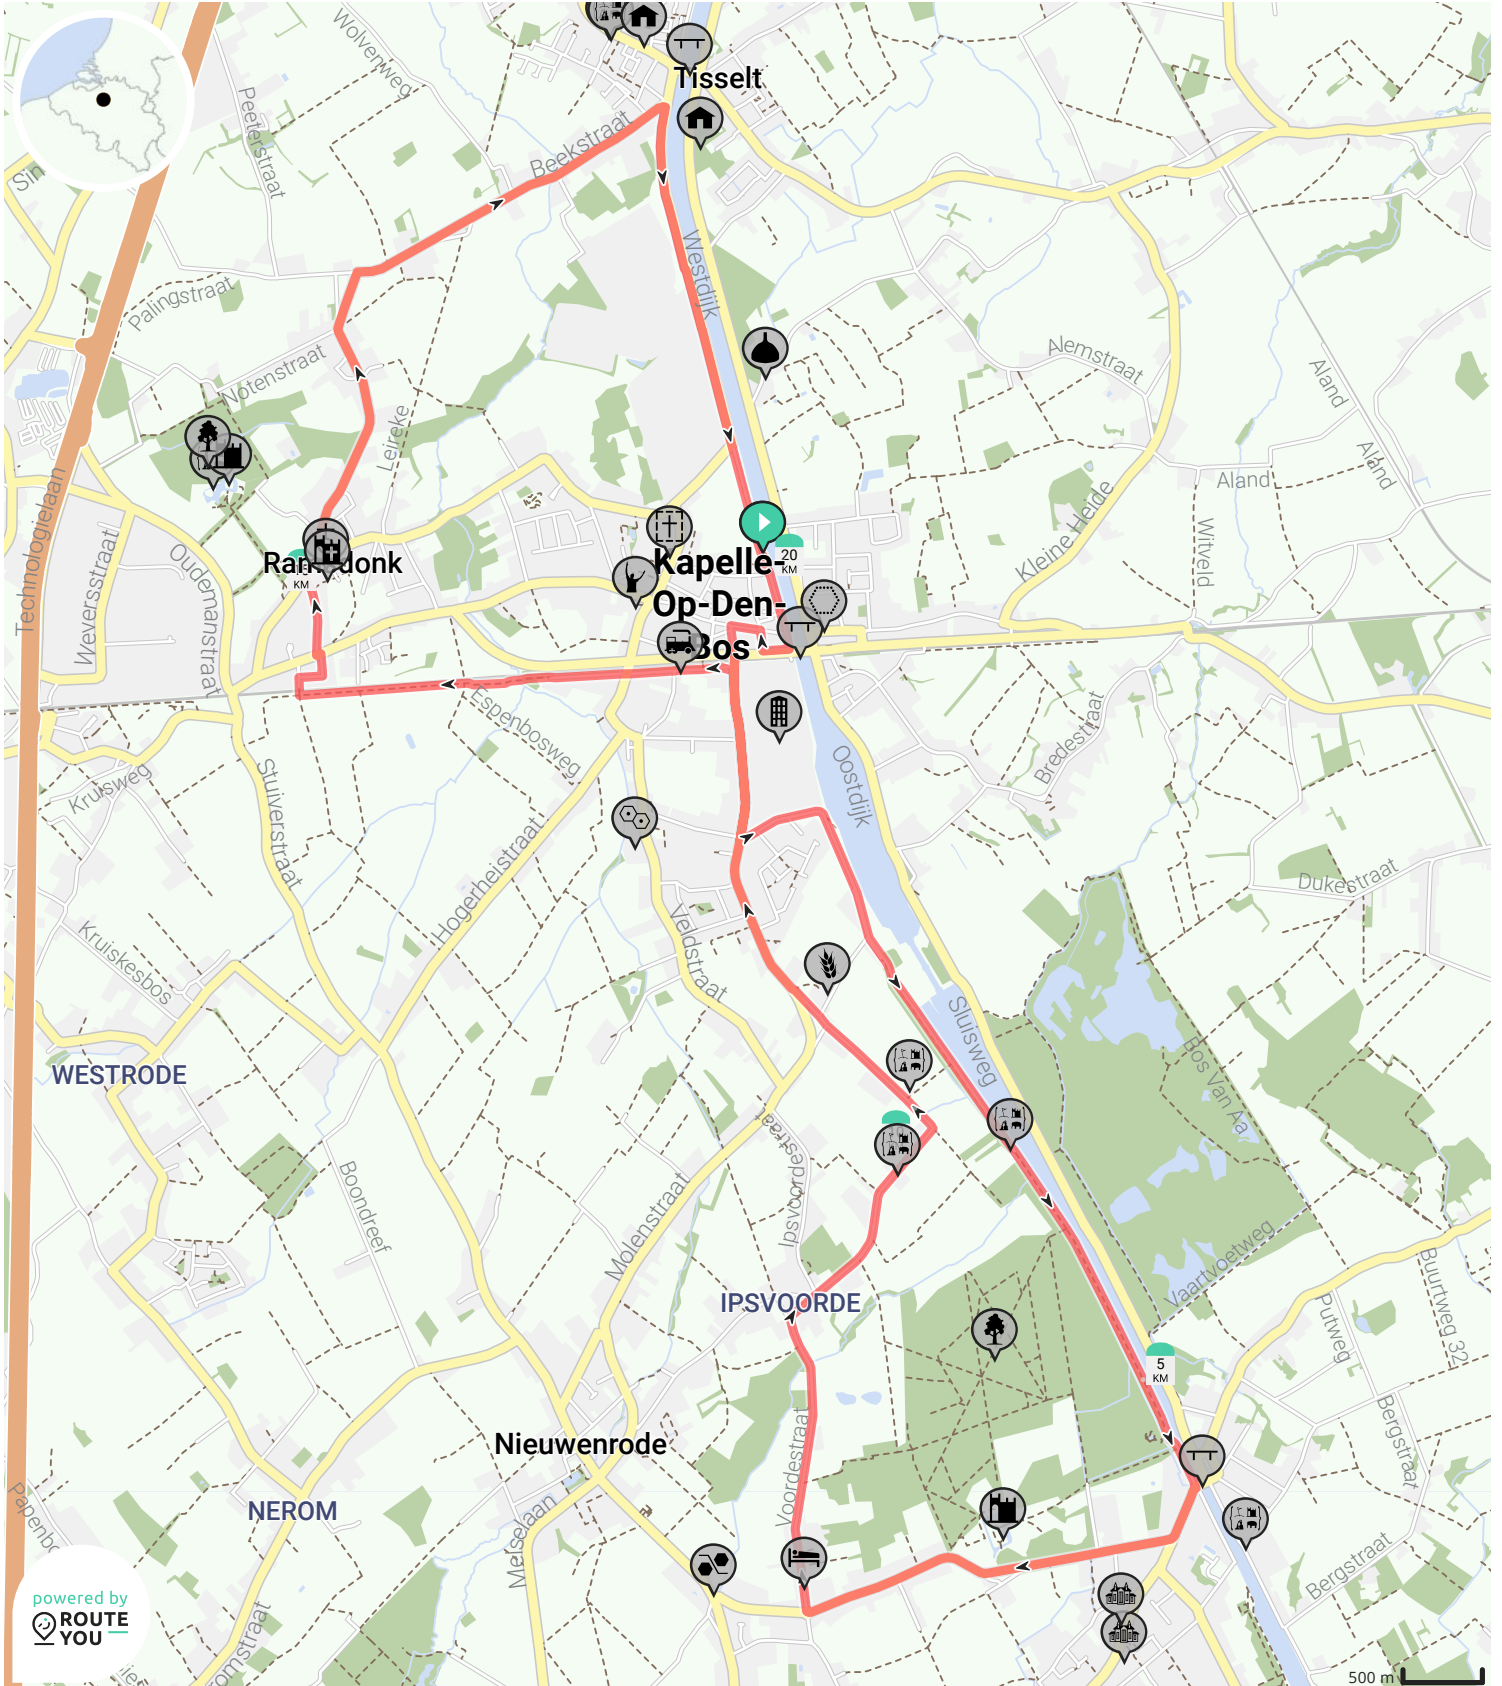 Tisselt
Wolvenweg
Peeterstraat
Beekstraat
Sin
Westdijk
Palingstraat
Notenstraat
Alemstraat
Aland
Leireke
Aland
Aland
Technologielaan
Weversstraat
Oudemanstraat
Kleine Heide
Witveld
20
KM
Kapelle-
Op-Den-
Bos
KM
Espenbosweg
Bredestraat
Oostdijk
Kruisweg
Stuiverstraat
Hogerheistraat
Dukestraat
Veldstraat
Kruiskesbos
Sluisweg
WESTRODE
Bos Van Aa
Ipsvoordestraat
Boondreef
Molenstraat
Vaartvoetweg
Buurtweg 32
IPSVOORDE
Putweg
5
KM
Bergstraat
Nieuwenrode
Voordestraat
NEROM
Meiselaan
Bergstraat
powered by
ROUTE
YOU
500 m